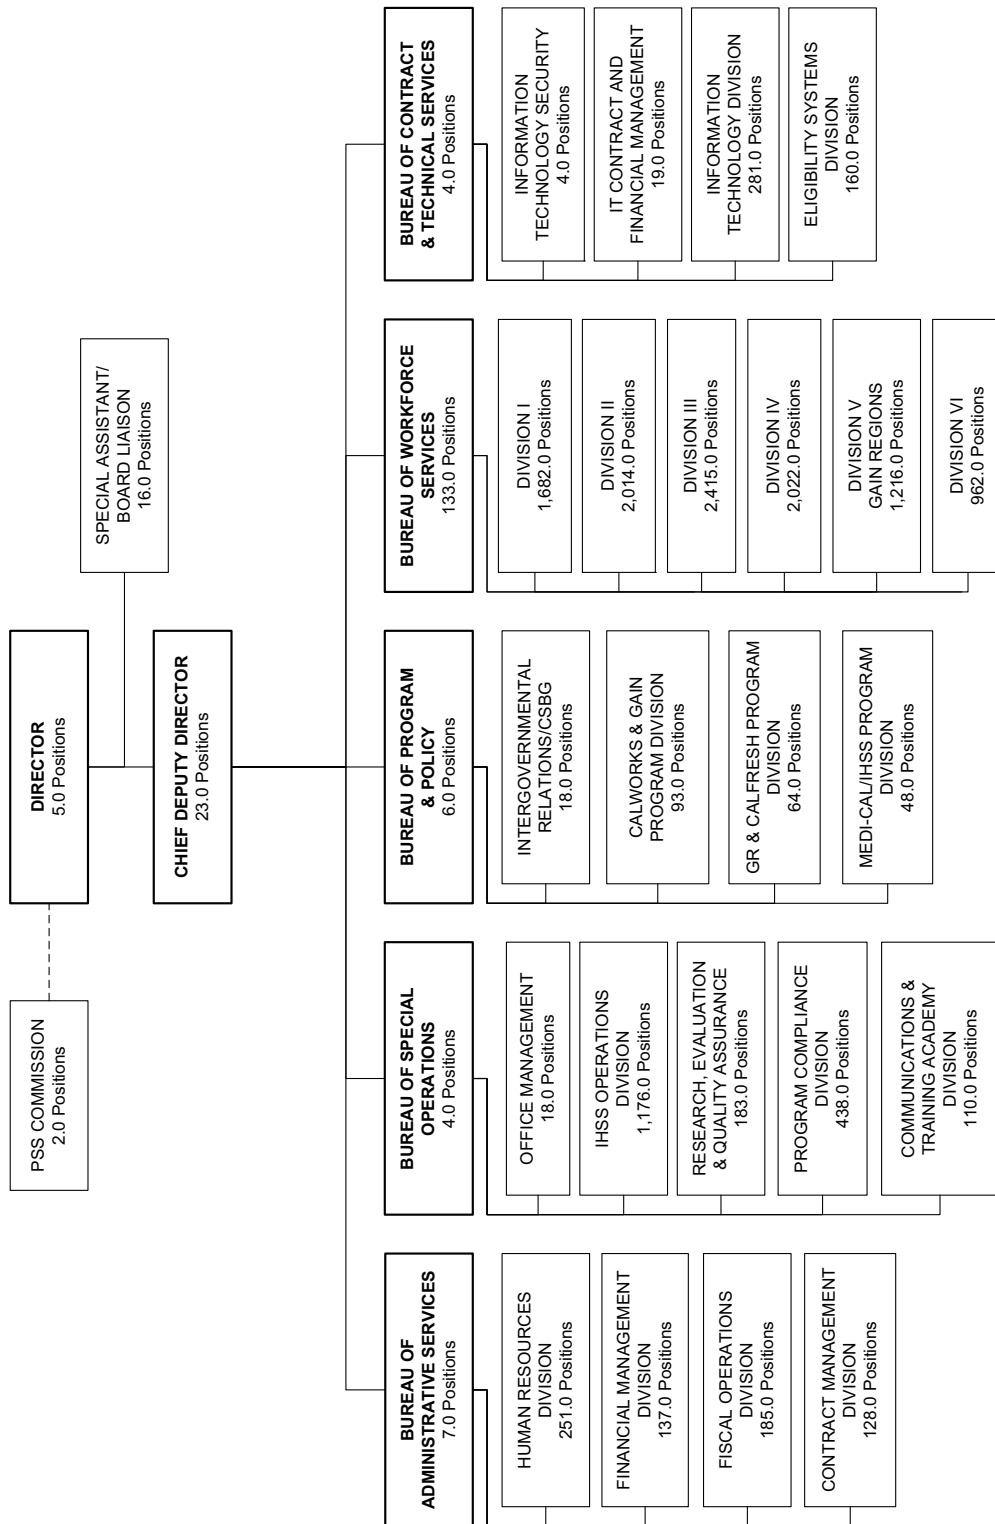 DIRECTOR
5.0 Positions
PSS COMMISSION
2.0 Positions
SPECIAL ASSISTANT/
BOARD LIAISON
16.0 Positions
CHIEF DEPUTY DIRECTOR
23.0 Positions
BUREAU OF
ADMINISTRATIVE SERVICES
7.0 Positions
HUMAN RESOURCES
DIVISION
251.0 Positions
FINANCIAL MANAGEMENT
DIVISION
137.0 Positions
FISCAL OPERATIONS
DIVISION
185.0 Positions
CONTRACT MANAGEMENT
DIVISION
128.0 Positions
BUREAU OF SPECIAL
OPERATIONS
4.0 Positions
OFFICE MANAGEMENT
18.0 Positions
IHSS OPERATIONS
DIVISION
1,176.0 Positions
RESEARCH, EVALUATION
& QUALITY ASSURANCE
183.0 Positions
PROGRAM COMPLIANCE
DIVISION
438.0 Positions
COMMUNICATIONS &
TRAINING ACADEMY
DIVISION
110.0 Positions
BUREAU OF PROGRAM
& POLICY
6.0 Positions
INTERGOVERNMENTAL
RELATIONS/CSBG
18.0 Positions
CALWORKS & GAIN
PROGRAM DIVISION
93.0 Positions
GR & CALFRESH PROGRAM
DIVISION
64.0 Positions
MEDI-CAL/IHSS PROGRAM
DIVISION
48.0 Positions
BUREAU OF WORKFORCE
SERVICES
133.0 Positions
DIVISION I
1,682.0 Positions
DIVISION II
2,014.0 Positions
DIVISION III
2,415.0 Positions
DIVISION IV
2,022.0 Positions
DIVISION V
GAIN REGIONS
1,216.0 Positions
DIVISION VI
962.0 Positions
BUREAU OF CONTRACT
& TECHNICAL SERVICES
4.0 Positions
INFORMATION
TECHNOLOGY SECURITY
4.0 Positions
IT CONTRACT AND
FINANCIAL MANAGEMENT
19.0 Positions
INFORMATION
TECHNOLOGY DIVISION
281.0 Positions
ELIGIBILITY SYSTEMS
DIVISION
160.0 Positions